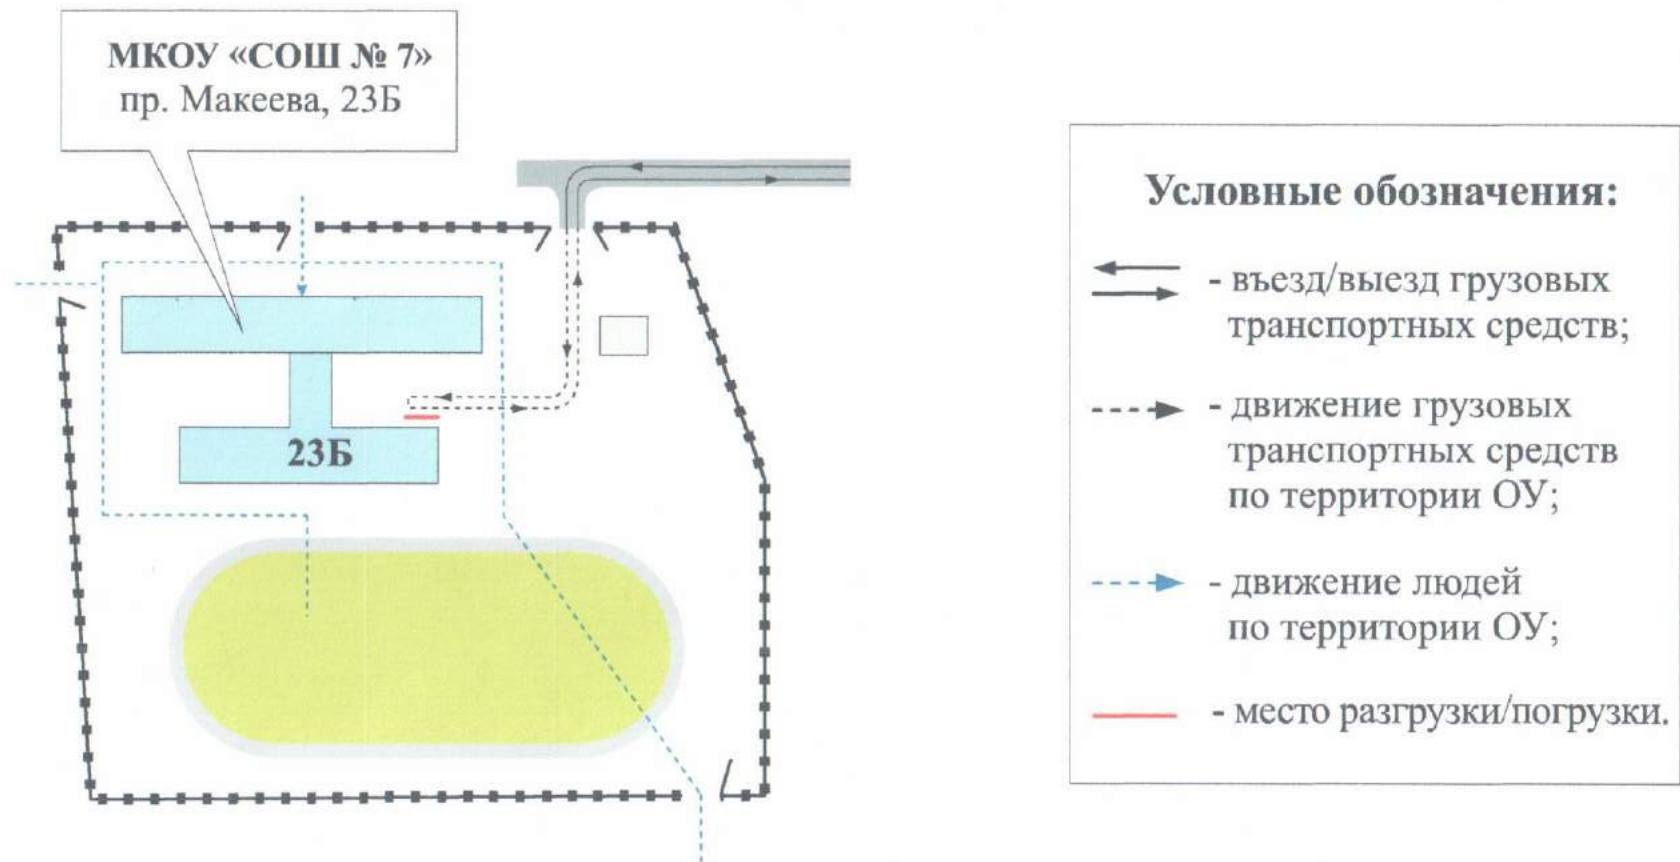 МКОУ «СОШ № 7»
пр. Макеева, 23Б
23Б
Условные обозначения:
- въезд/выезд грузовых
транспортных средств;
- движение грузовых
транспортных средств
по территории ОУ;
- движение людей
по территории ОУ;
- место разгрузки/погрузки.